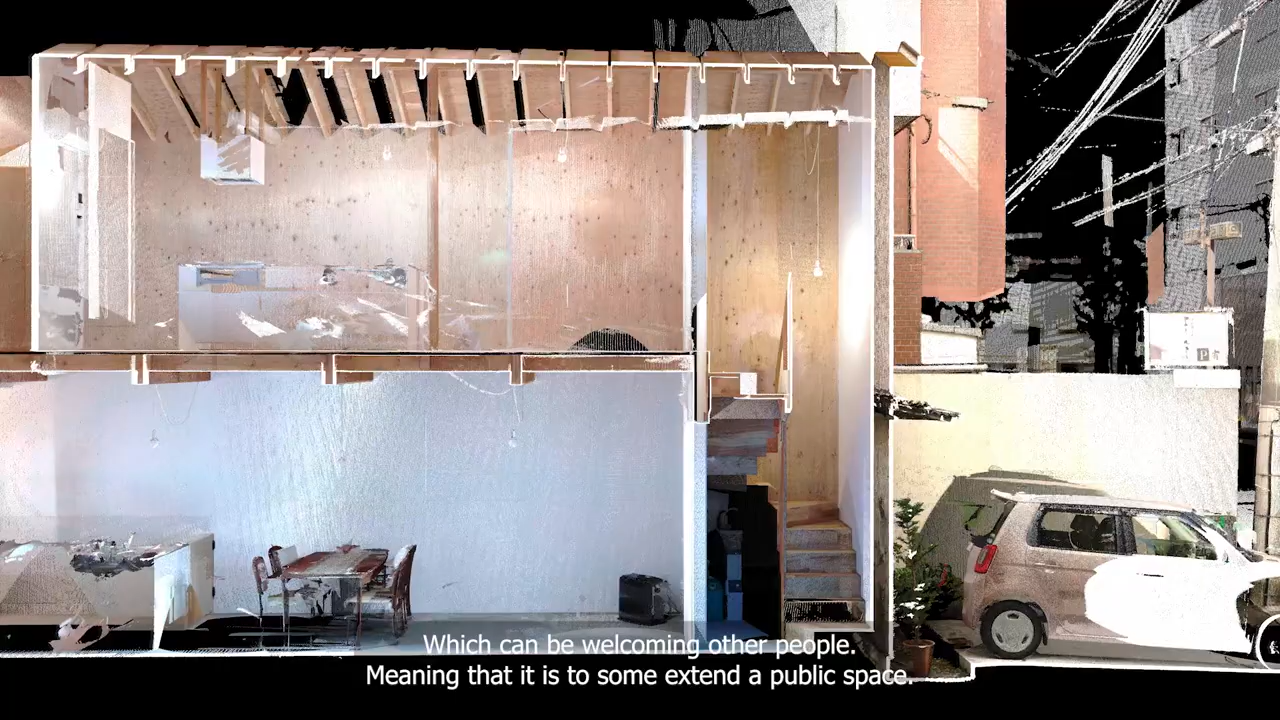 P
Which can be welcoming other people.
Meaning that it is to some extend a public space.